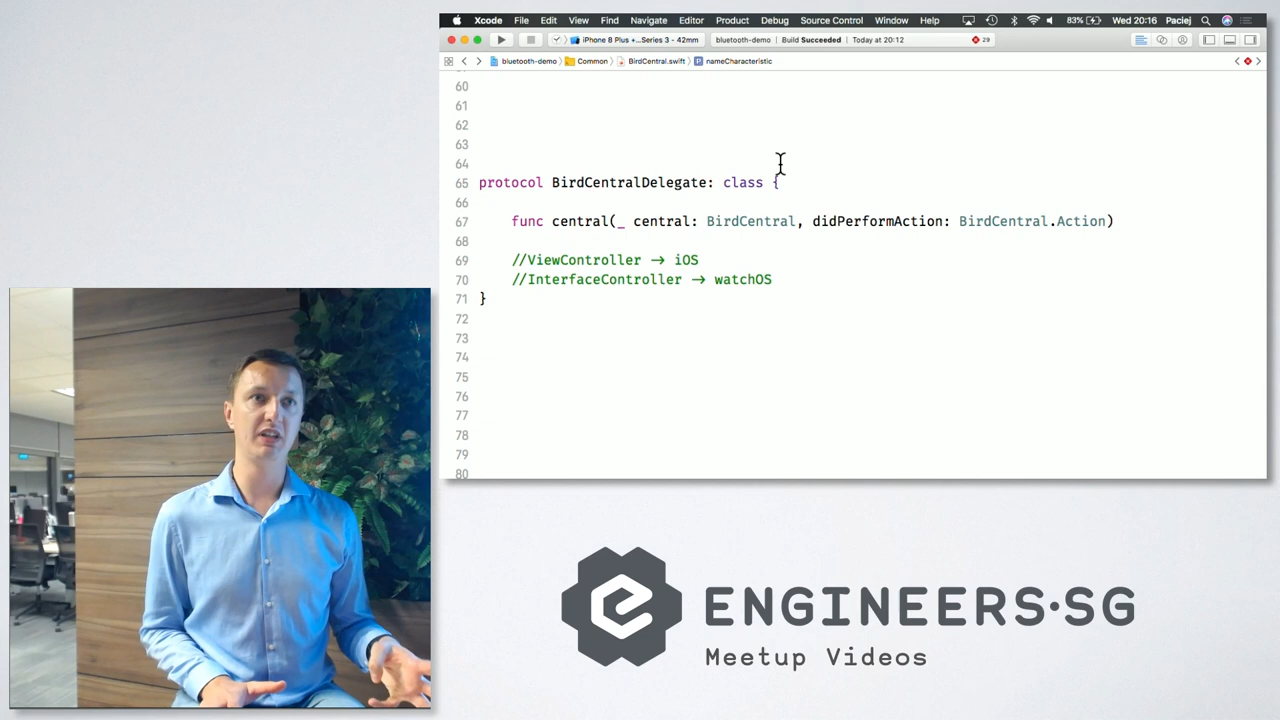 Xcode File Edit View Find Navigate Editor Product Debug Source Control Window Help 83% Wed 20:16 Paciej
iPhone 8 Plus +...Series 3 - 42mm bluetooth-demo | Build Succeeded | Today at 20:12 29
bluetooth-demo Common BirdCentral.swift P nameCharacteristic
60
61
62
63
64
65 protocol BirdCentralDelegate: class {
66
67 func central(_ central: BirdCentral, didPerformAction: BirdCentral.Action)
68
69 //ViewController → iOS
70 //InterfaceController → watchOS
71 }
72
73
74
75
76
77
78
79
80
ENGINEERS·SG
Meetup Videos